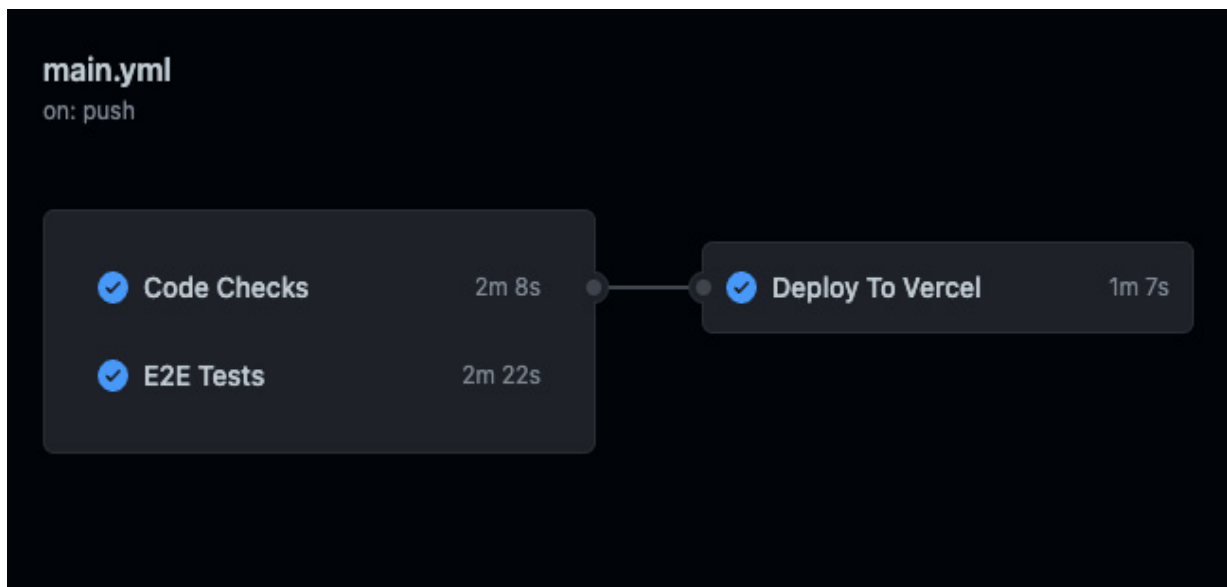 main.yml
on: push
Code Checks 2m 8s
E2E Tests 2m 22s
Deploy To Vercel 1m 7s